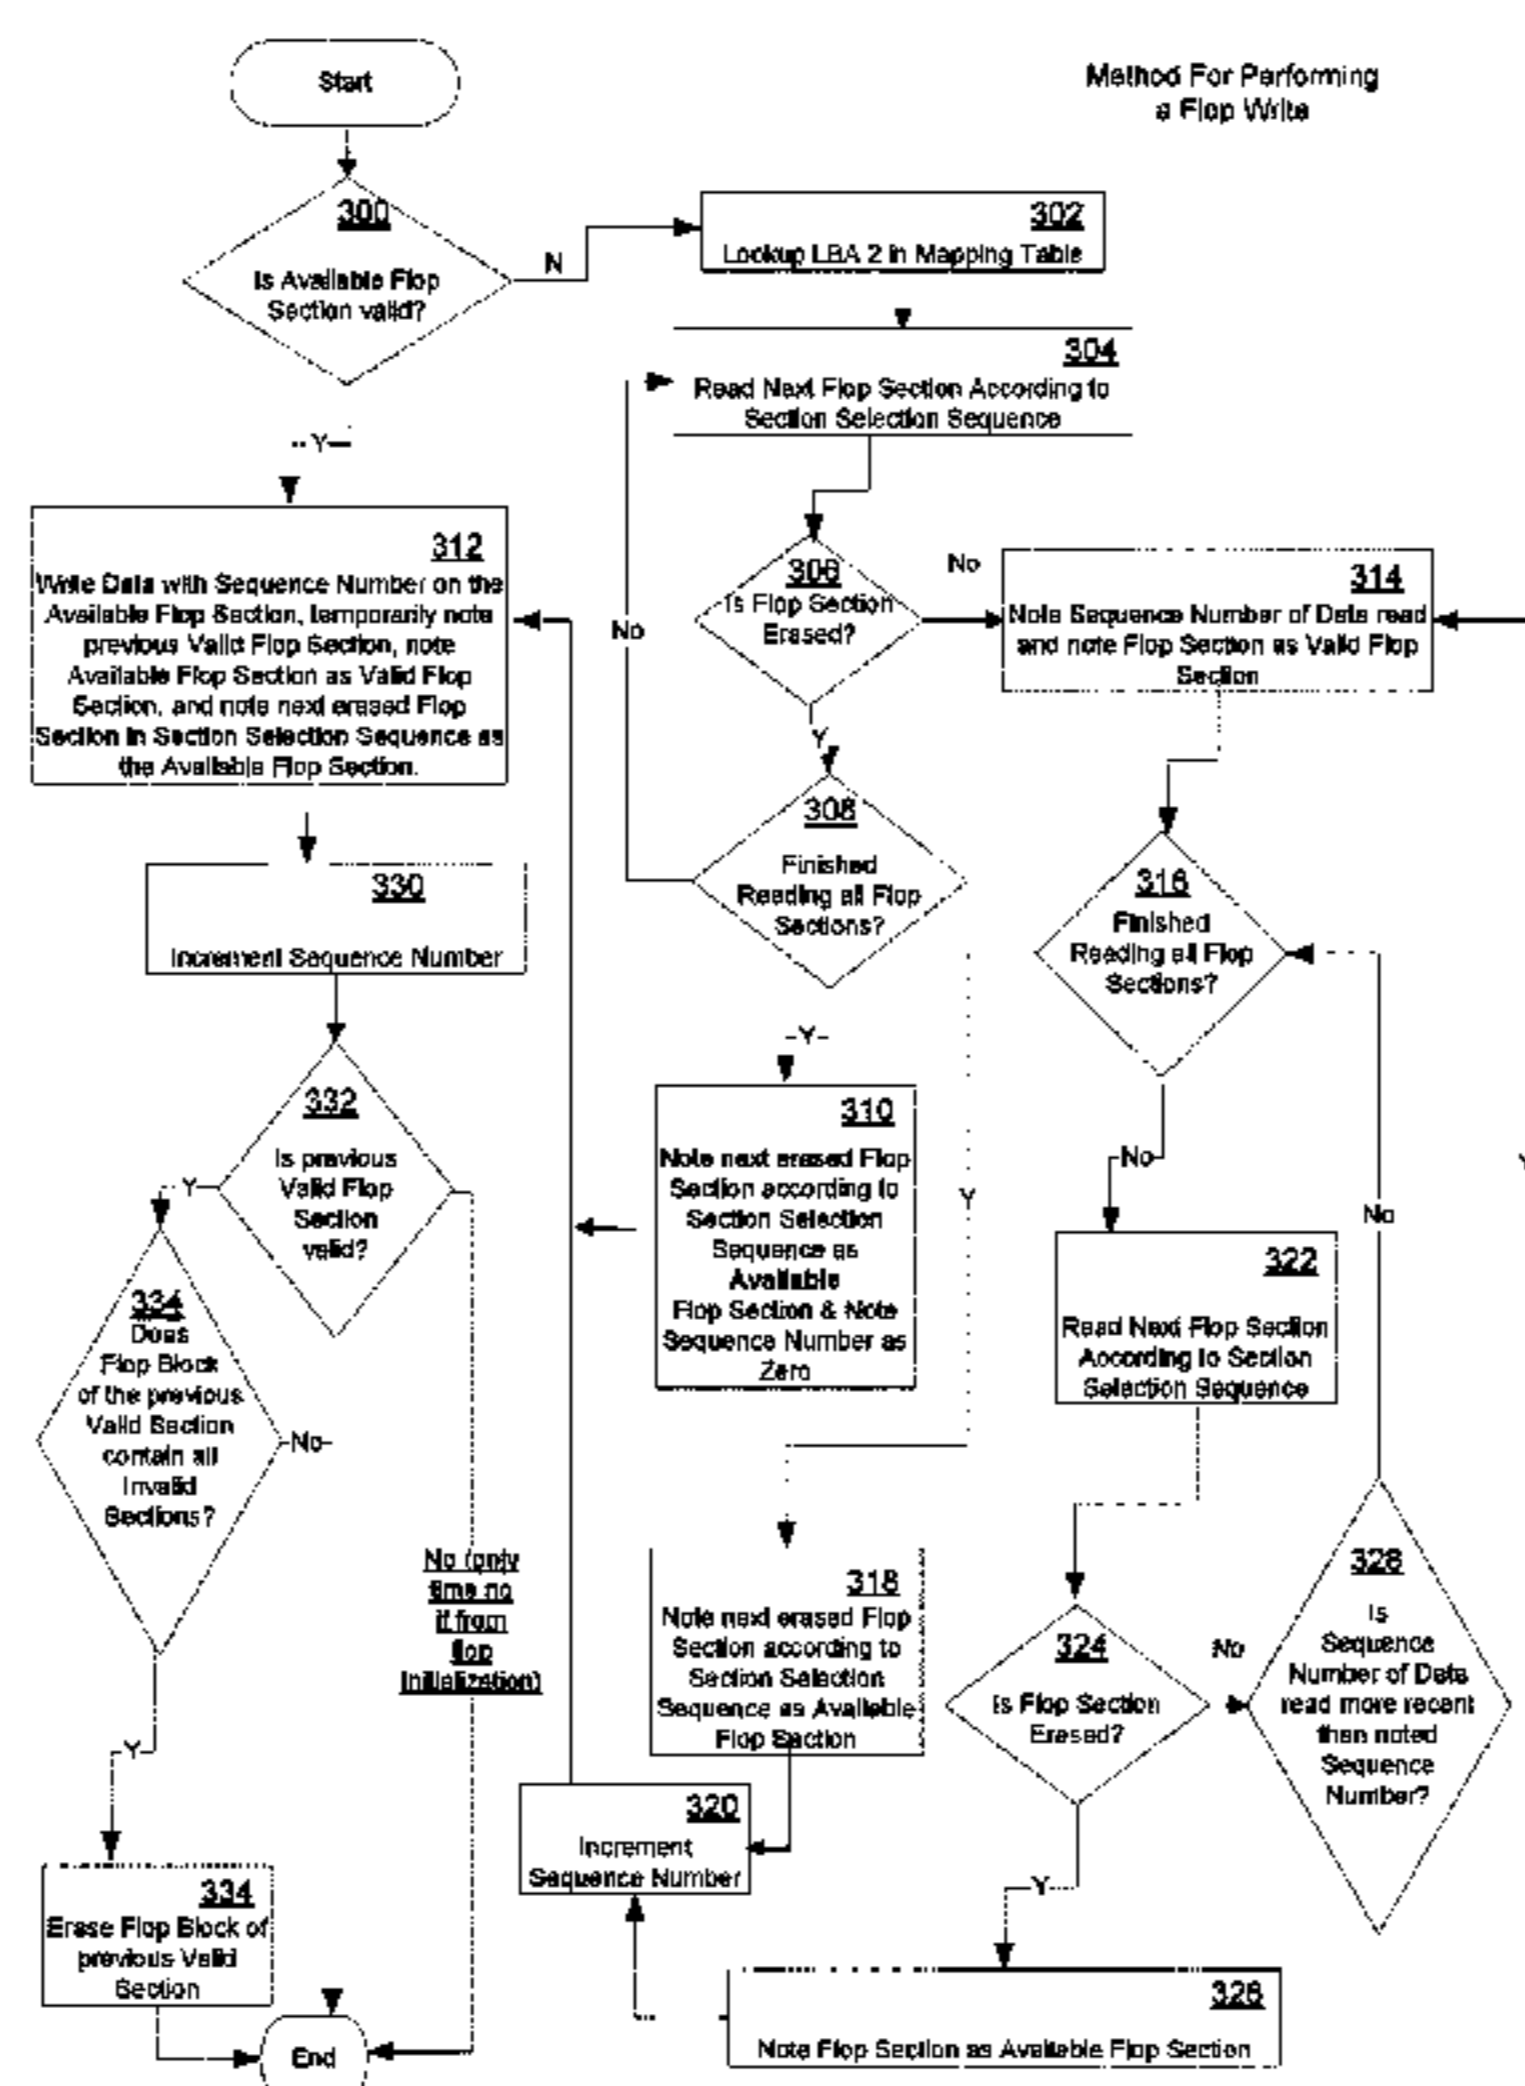 Start
Method For Performing
a Flop Write
300
Is Available Flop
Section valid?
N
302
Lookup LBA 2 in Mapping Table
304
Read Next Flop Section According to
Section Selection Sequence
Y
312
Write Data with Sequence Number on the
Available Flop Section, temporarily note
previous Valid Flop Section, note
Available Flop Section as Valid Flop
Section, and note next erased Flop
Section in Section Selection Sequence as
the Available Flop Section.
No
306
Is Flop Section
Erased?
No
314
Note Sequence Number of Data read
and note Flop Section as Valid Flop
Section
Y
308
Finished
Reading all Flop
Sections?
316
Finished
Reading all Flop
Sections?
330
Increment Sequence Number
Y
310
Note next erased Flop
Section according to
Section Selection
Sequence as
Available
Flop Section & Note
Sequence Number as
Zero
332
Is previous
Valid Flop
Section
valid?
Y
No
Y
No
Y
322
Read Next Flop Section
According to Section
Selection Sequence
334
Does
Flop Block
of the previous
Valid Section
contain all
Invalid
Sections?
No
No (only
time no
if from
flop
initialization)
318
Note next erased Flop
Section according to
Section Selection
Sequence as Available
Flop Section
324
Is Flop Section
Erased?
No
328
Is
Sequence
Number of Data
read more recent
than noted
Sequence
Number?
Y
320
Increment
Sequence Number
Y
334
Erase Flop Block of
previous Valid
Section
326
Note Flop Section as Available Flop Section
End